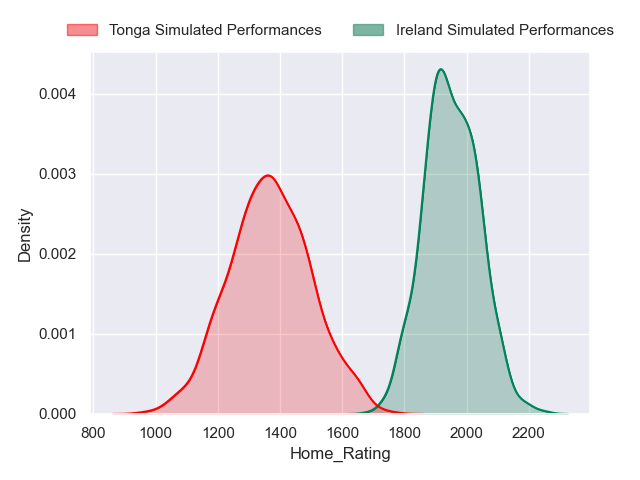 Tonga Simulated Performances Ireland Simulated Performances
0.004
0.003
0.002
0.001
0.000
Density
800 1000 1200 1400 1600 1800 2000 2200
Home_Rating